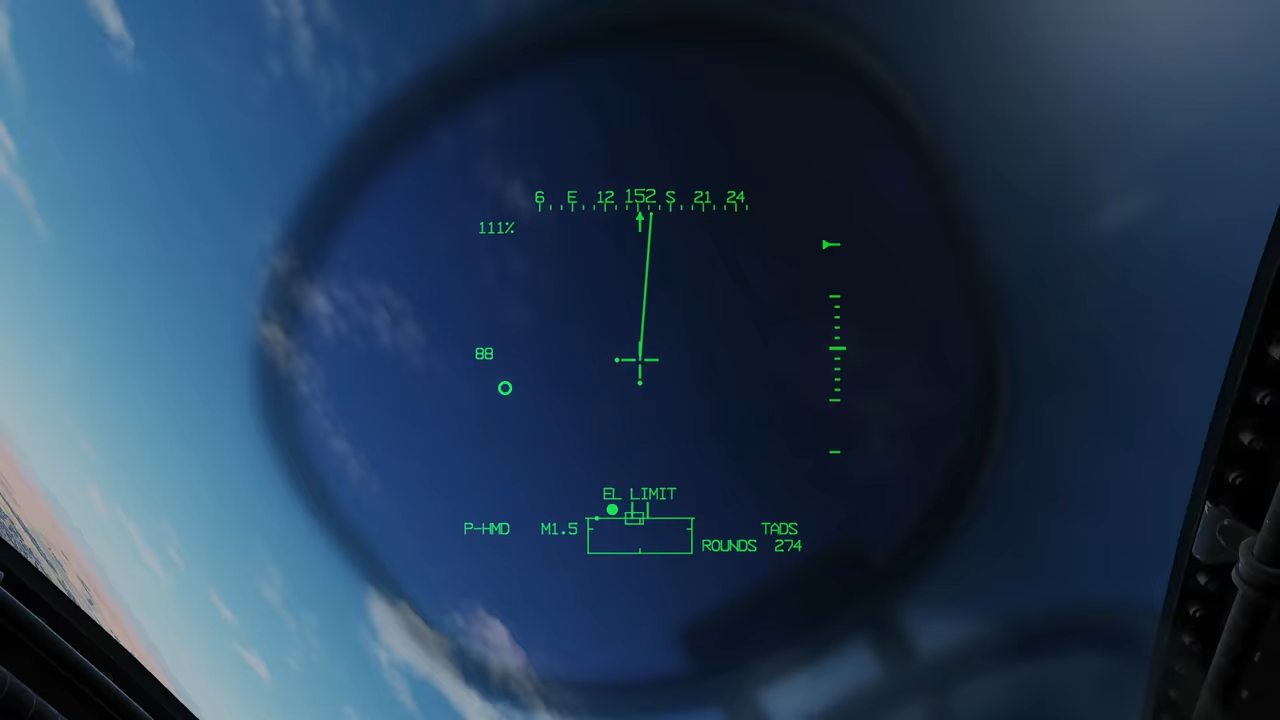 6 E 12 152 S 21 24
111%
88
EL LIMIT
P-HMD M1.5 TADS
ROUNDS 274